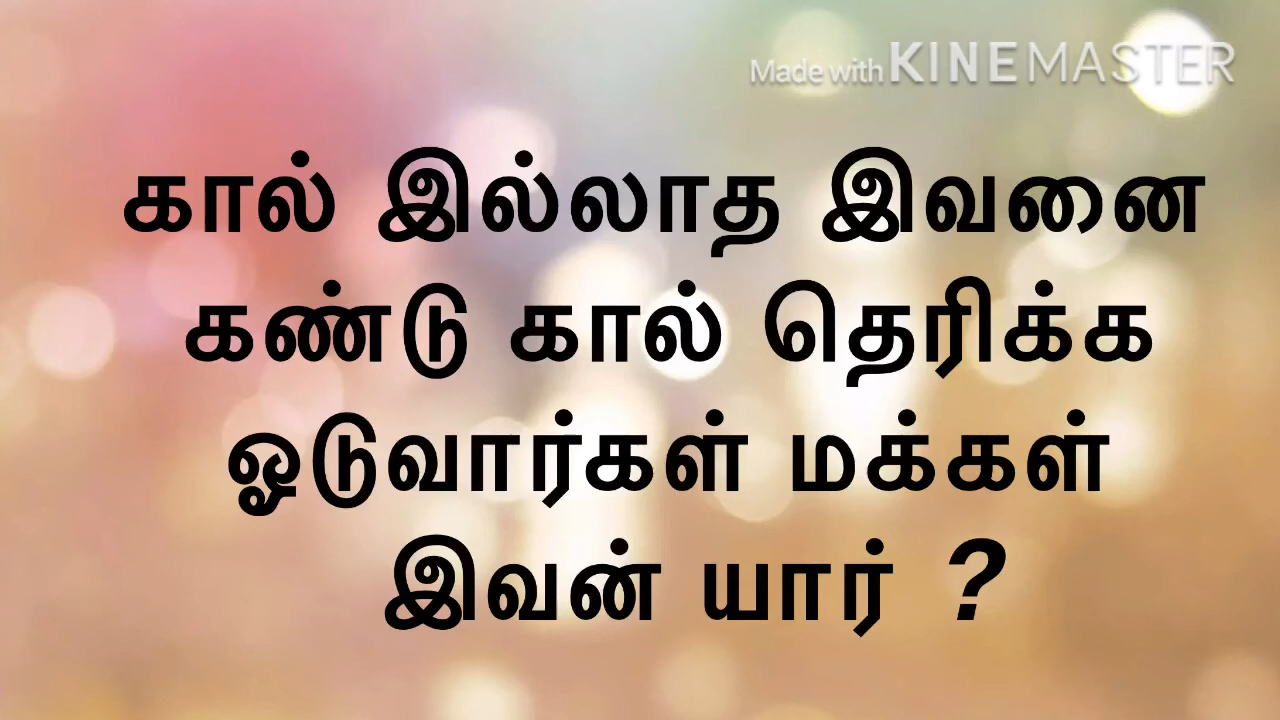 Made with KINEMASTER
கால் இல்லாத இவனை
கண்டு கால் தெரிக்க
ஓடுவார்கள் மக்கள்
இவன் யார் ?